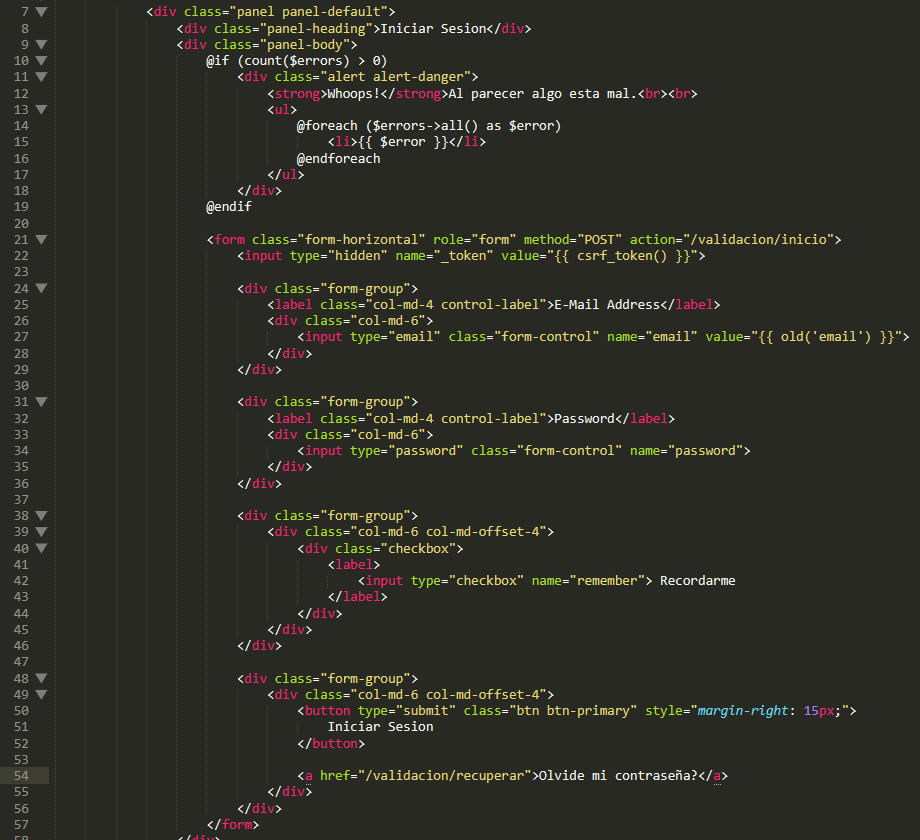 7 <div class="panel panel-default">
8 <div class="panel-heading">Iniciar Sesion</div>
9 <div class="panel-body">
10 @if (count($errors) > 0)
11 <div class="alert alert-danger">
12 <strong>Whoops!</strong>Al parecer algo esta mal.<br><br>
13 <ul>
14 @foreach ($errors->all() as $error)
15 <li>{{ $error }}</li>
16 @endforeach
17 </ul>
18 </div>
19 @endif
20
21 <form class="form-horizontal" role="form" method="POST" action="/validacion/inicio">
22 <input type="hidden" name="_token" value="{{ csrf_token() }}">
23
24 <div class="form-group">
25 <label class="col-md-4 control-label">E-Mail Address</label>
26 <div class="col-md-6">
27 <input type="email" class="form-control" name="email" value="{{ old('email') }}">
28 </div>
29 </div>
30
31 <div class="form-group">
32 <label class="col-md-4 control-label">Password</label>
33 <div class="col-md-6">
34 <input type="password" class="form-control" name="password">
35 </div>
36 </div>
37
38 <div class="form-group">
39 <div class="col-md-6 col-md-offset-4">
40 <div class="checkbox">
41 <label>
42 <input type="checkbox" name="remember"> Recordarme
43 </label>
44 </div>
45 </div>
46 </div>
47
48 <div class="form-group">
49 <div class="col-md-6 col-md-offset-4">
50 <button type="submit" class="btn btn-primary" style="margin-right: 15px;">
51 Iniciar Sesion
52 </button>
53
54 <a href="/validacion/recuperar">Olvide mi contraseña?</a>
55 </div>
56 </div>
57 </form>
58 </div>